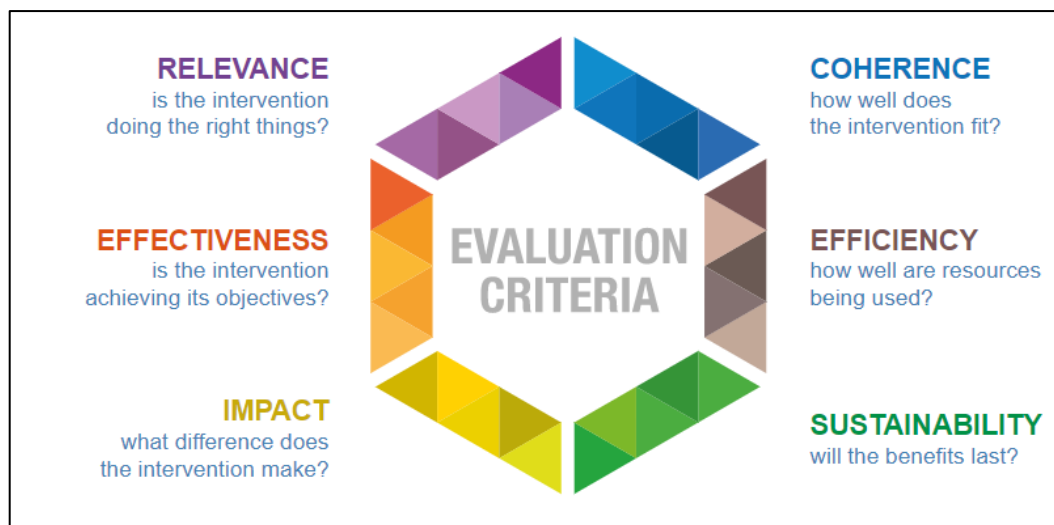 RELEVANCE
is the intervention
doing the right things?
COHERENCE
how well does
the intervention fit?
EFFECTIVENESS
is the intervention
achieving its objectives?
EVALUATION
CRITERIA
EFFICIENCY
how well are resources
being used?
IMPACT
what difference does
the intervention make?
SUSTAINABILITY
will the benefits last?